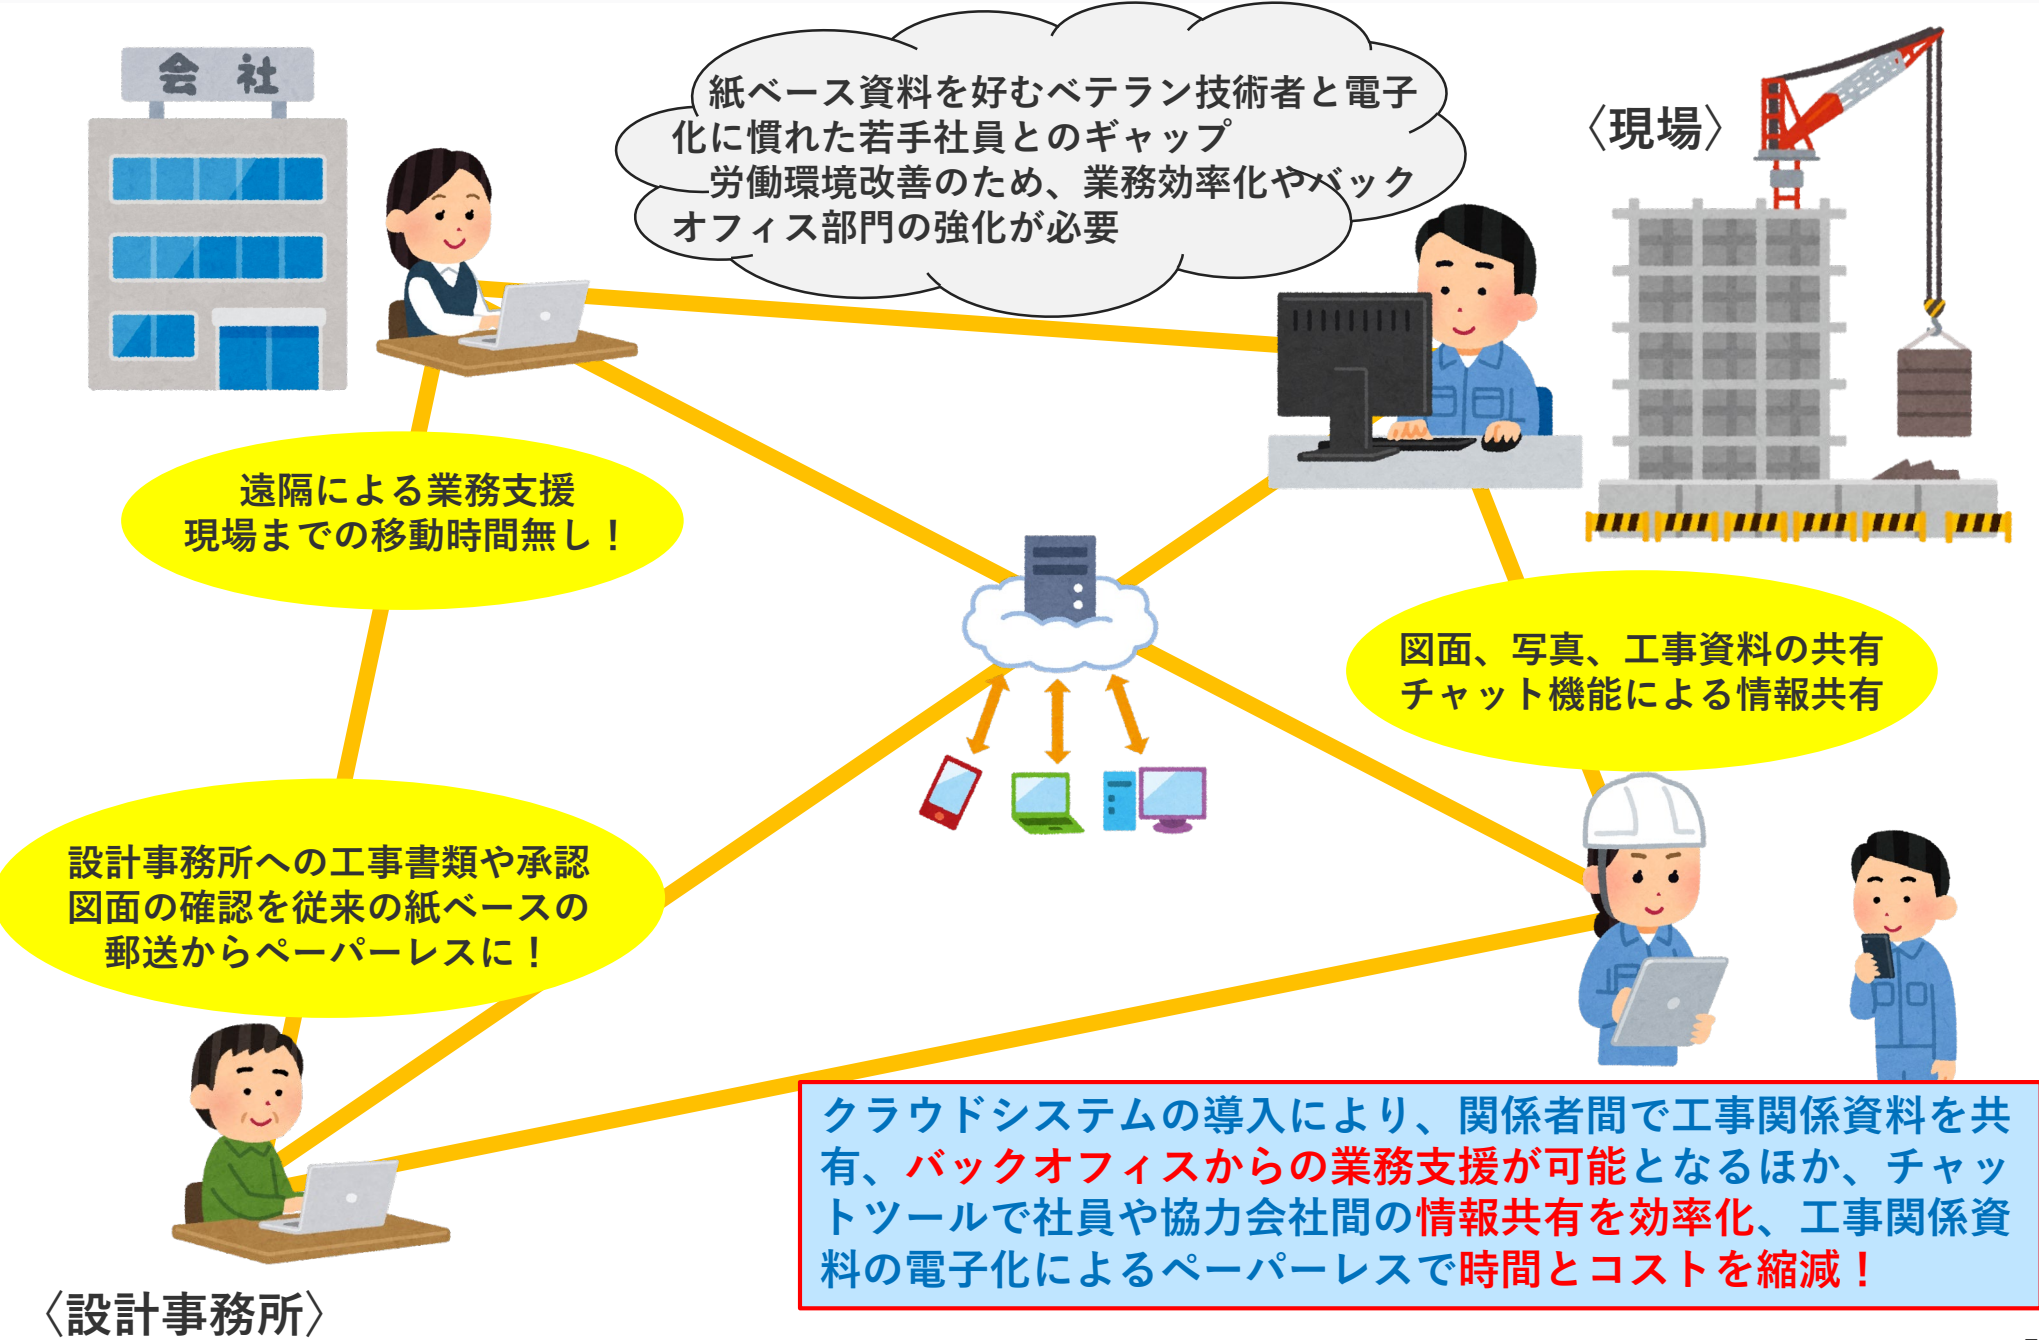 会社
紙ベース資料を好むベテラン技術者と電子
化に慣れた若手社員とのギャップ
労働環境改善のため、業務効率化やバック
オフィス部門の強化が必要
〈現場〉
遠隔による業務支援
現場までの移動時間無し！
図面、写真、工事資料の共有
チャット機能による情報共有
設計事務所への工事書類や承認
図面の確認を従来の紙ベースの
郵送からペーパーレスに！
クラウドシステムの導入により、関係者間で工事関係資料を共
有、バックオフィスからの業務支援が可能となるほか、チャッ
トツールで社員や協力会社間の情報共有を効率化、工事関係資
料の電子化によるペーパーレスで時間とコストを縮減！
〈設計事務所〉